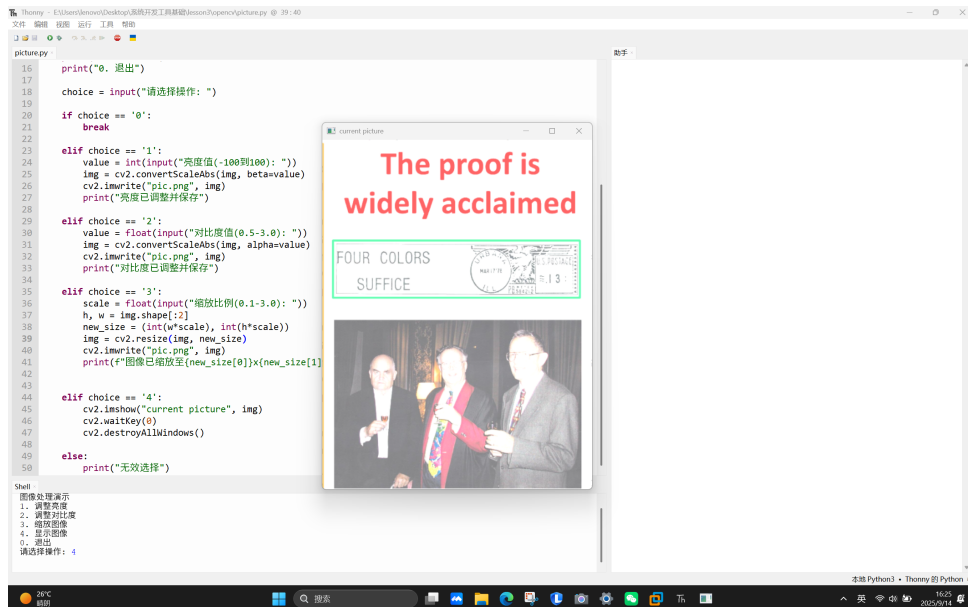 Thonny - E:\Users\lenovo\Desktop\系统开发工具基础\lesson3\opencv\picture.py @ 39 : 40
文件 编辑 视图 运行 工具 帮助
picture.py
助手
16 print("0. 退出")
17
18 choice = input("请选择操作: ")
19
20 if choice == '0':
21 break
22
23 elif choice == '1':
24 value = int(input("亮度值(-100到100): "))
25 img = cv2.convertScaleAbs(img, beta=value)
26 cv2.imwrite("pic.png", img)
27 print("亮度已调整并保存")
28
29 elif choice == '2':
30 value = float(input("对比度值(0.5-3.0): "))
31 img = cv2.convertScaleAbs(img, alpha=value)
32 cv2.imwrite("pic.png", img)
33 print("对比度已调整并保存")
34
35 elif choice == '3':
36 scale = float(input("缩放比例(0.1-3.0): "))
37 h, w = img.shape[:2]
38 new_size = (int(w*scale), int(h*scale))
39 img = cv2.resize(img, new_size)
40 cv2.imwrite("pic.png", img)
41 print(f"图像已缩放至{new_size[0]}x{new_size[1]
42
43
44 elif choice == '4':
45 cv2.imshow("current picture", img)
46 cv2.waitKey(0)
47 cv2.destroyAllWindows()
48
49 else:
50 print("无效选择")
current picture
The proof is
widely acclaimed
FOUR COLORS
SUFFICE
U.S.POSTAGE
13
Shell
图像处理演示
1. 调整亮度
2. 调整对比度
3. 缩放图像
4. 显示图像
0. 退出
请选择操作: 4
本地 Python3 • Thonny 的 Python
26°C
晴朗
搜索
Th
英
16:25
2025/9/14